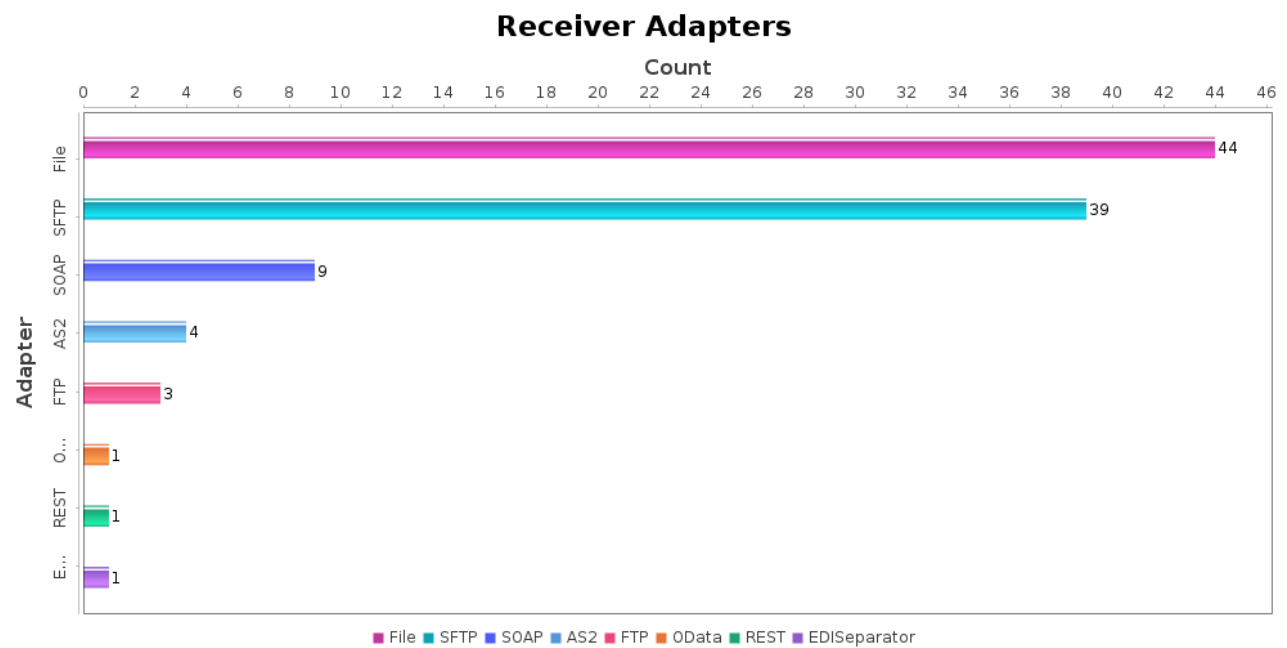 Receiver Adapters
Count
0 2 4 6 8 10 12 14 16 18 20 22 24 26 28 30 32 34 36 38 40 42 44 46
File 44
SFTP 39
SOAP 9
AS2 4
FTP 3
O... 1
REST 1
E... 1
Adapter
File SFTP SOAP AS2 FTP OData REST EDISeparator